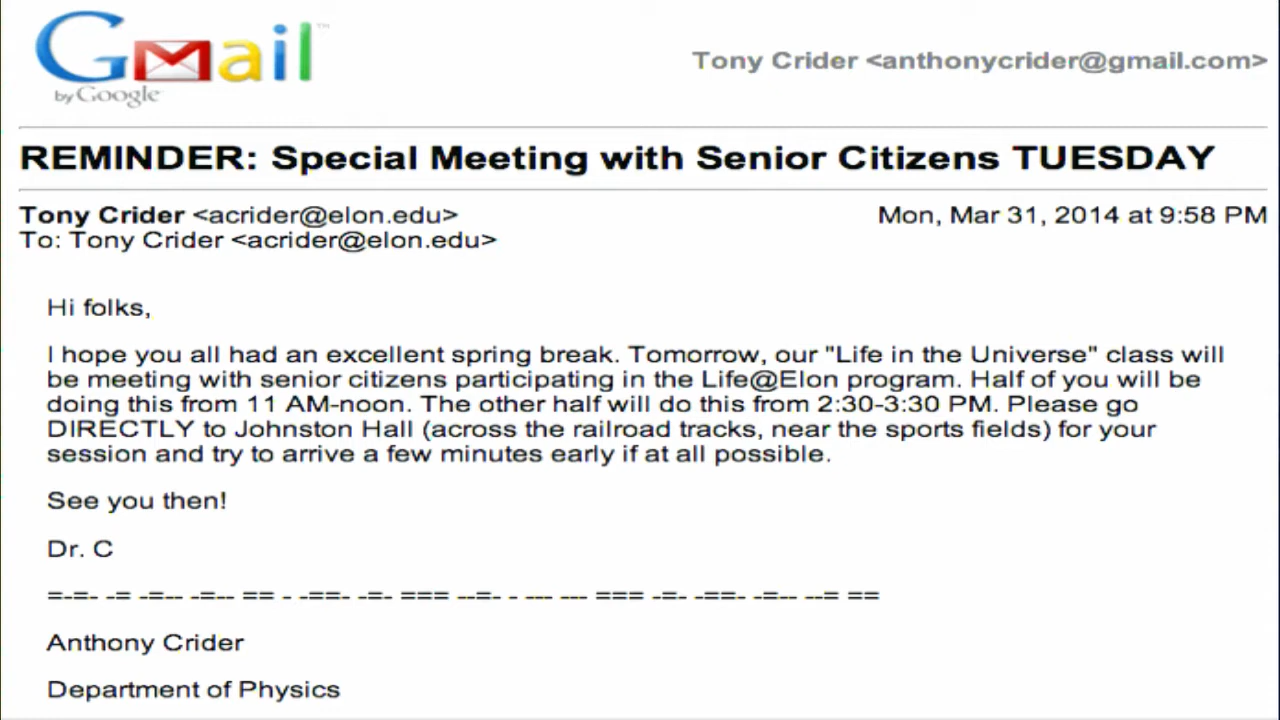 Gmail™
by Google
Tony Crider <anthonycrider@gmail.com>
REMINDER: Special Meeting with Senior Citizens TUESDAY
Tony Crider <acrider@elon.edu>
Mon, Mar 31, 2014 at 9:58 PM
To: Tony Crider <acrider@elon.edu>
Hi folks,
I hope you all had an excellent spring break. Tomorrow, our "Life in the Universe" class will
be meeting with senior citizens participating in the Life@Elon program. Half of you will be
doing this from 11 AM-noon. The other half will do this from 2:30-3:30 PM. Please go
DIRECTLY to Johnston Hall (across the railroad tracks, near the sports fields) for your
session and try to arrive a few minutes early if at all possible.
See you then!
Dr. C
=-=- -= -=-- -=-- == - -==- -=- === --=- - --- --- === -=- -==- -=-- --= ==
Anthony Crider
Department of Physics